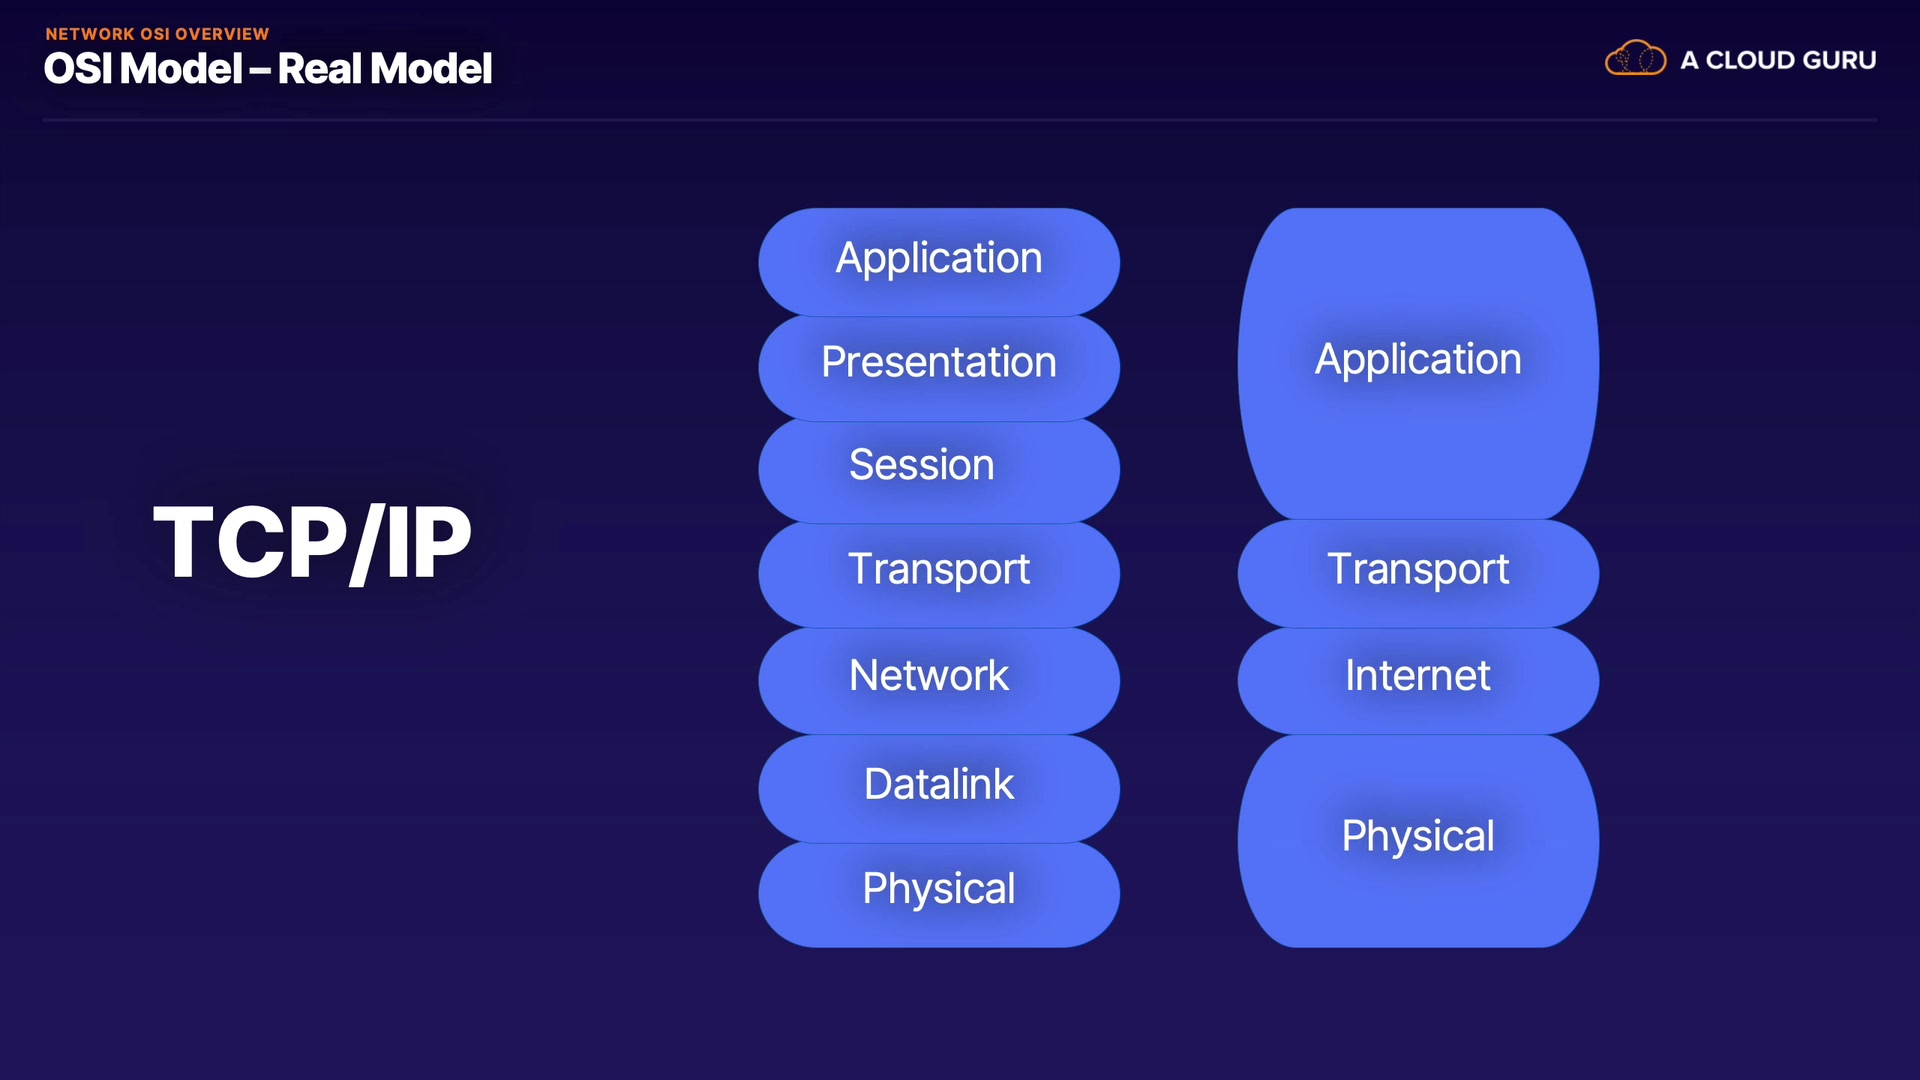 NETWORK OSI OVERVIEW
OSI Model – Real Model
A CLOUD GURU
TCP/IP
Application
Presentation
Session
Transport
Network
Datalink
Physical
Application
Transport
Internet
Physical